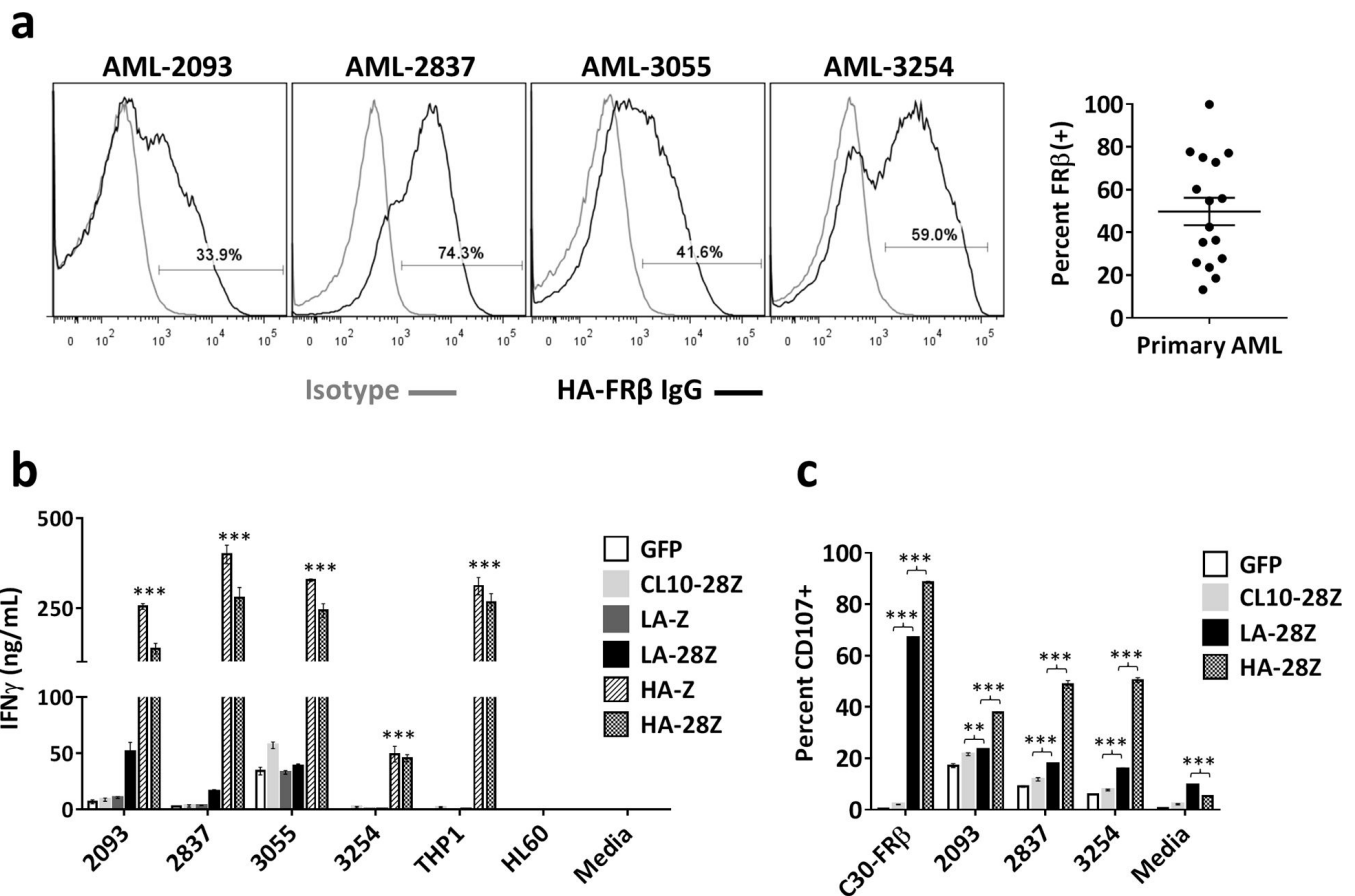 a
AML-2093 AML-2837 AML-3055 AML-3254
33.9% 74.3% 41.6% 59.0%
0 10² 10³ 10⁴ 10⁵ 0 10² 10³ 10⁴ 10⁵ 0 10² 10³ 10⁴ 10⁵ 0 10² 10³ 10⁴ 10⁵
Isotype HA-FRβ IgG
Percent FRβ(+)
100
80
60
40
20
0
Primary AML
b
IFNγ (ng/mL)
500
250
100
50
0
*** *** *** *** ***
2093 2837 3055 3254 THP1 HL60 Media
GFP
CL10-28Z
LA-Z
LA-28Z
HA-Z
HA-28Z
c
Percent CD107+
100
80
60
40
20
0
*** *** ** *** *** *** *** *** ***
C30-FRβ 2093 2837 3254 Media
GFP
CL10-28Z
LA-28Z
HA-28Z